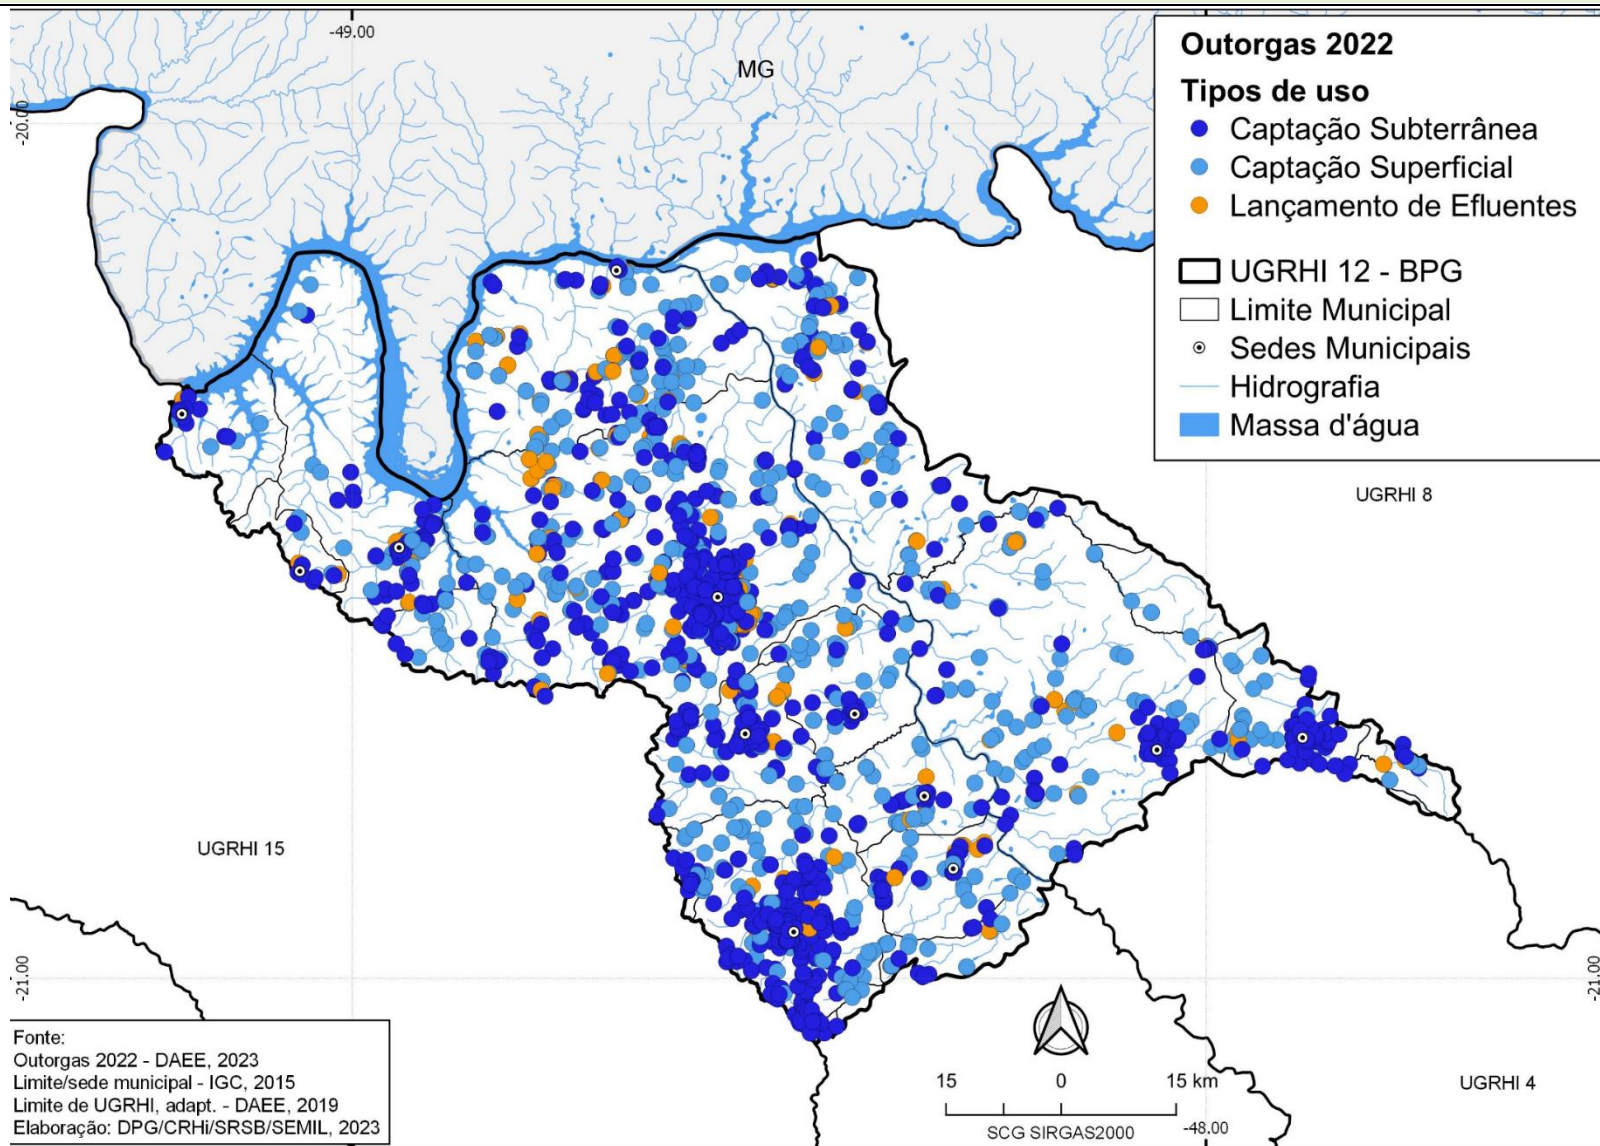 -49.00
MG
-20.00
Outorgas 2022
Tipos de uso
Captação Subterrânea
Captação Superficial
Lançamento de Efluentes
UGRHI 12 - BPG
Limite Municipal
Sedes Municipais
Hidrografia
Massa d'água
UGRHI 8
UGRHI 15
-21.00
-21.00
Fonte:
Outorgas 2022 - DAEE, 2023
Limite/sede municipal - IGC, 2015
Limite de UGRHI, adapt. - DAEE, 2019
Elaboração: DPG/CRHi/SRSB/SEMIL, 2023
15 0 15 km
SCG SIRGAS2000
-48.00
UGRHI 4